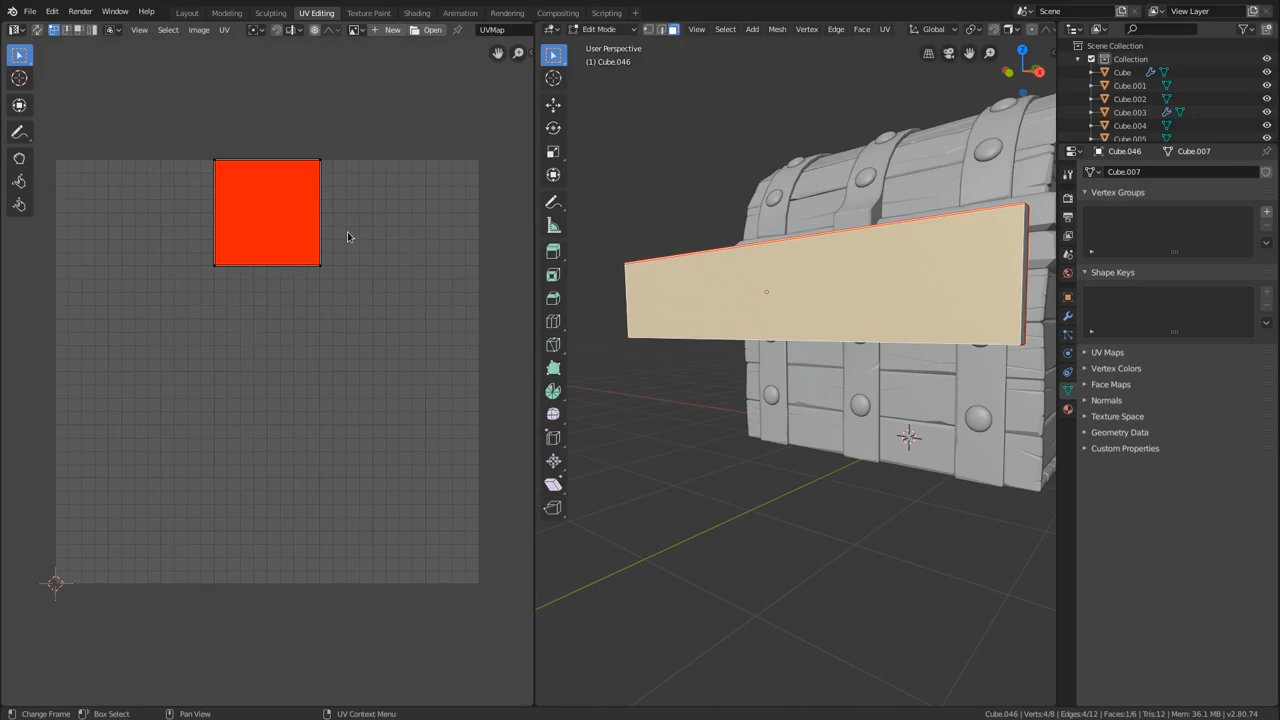 File Edit Render Window Help Layout Modeling Sculpting UV Editing Texture Paint Shading Animation Rendering Compositing Scripting + Scene View Layer
View Select Image UV New Open UVMap Edit Mode View Select Add Mesh Vertex Edge Face UV Global
User Perspective
(1) Cube.046
Scene Collection
Collection
Cube
Cube.001
Cube.002
Cube.003
Cube.004
Cube.005
Cube.046 Cube.007
Cube.007
Vertex Groups
Shape Keys
UV Maps
Vertex Colors
Face Maps
Normals
Texture Space
Geometry Data
Custom Properties
X
Z
Change Frame Box Select Pan View UV Context Menu Cube.046 | Verts:4/8 | Edges:4/12 | Faces:1/6 | Tris:12 | Mem: 36.1 MB | v2.80.74